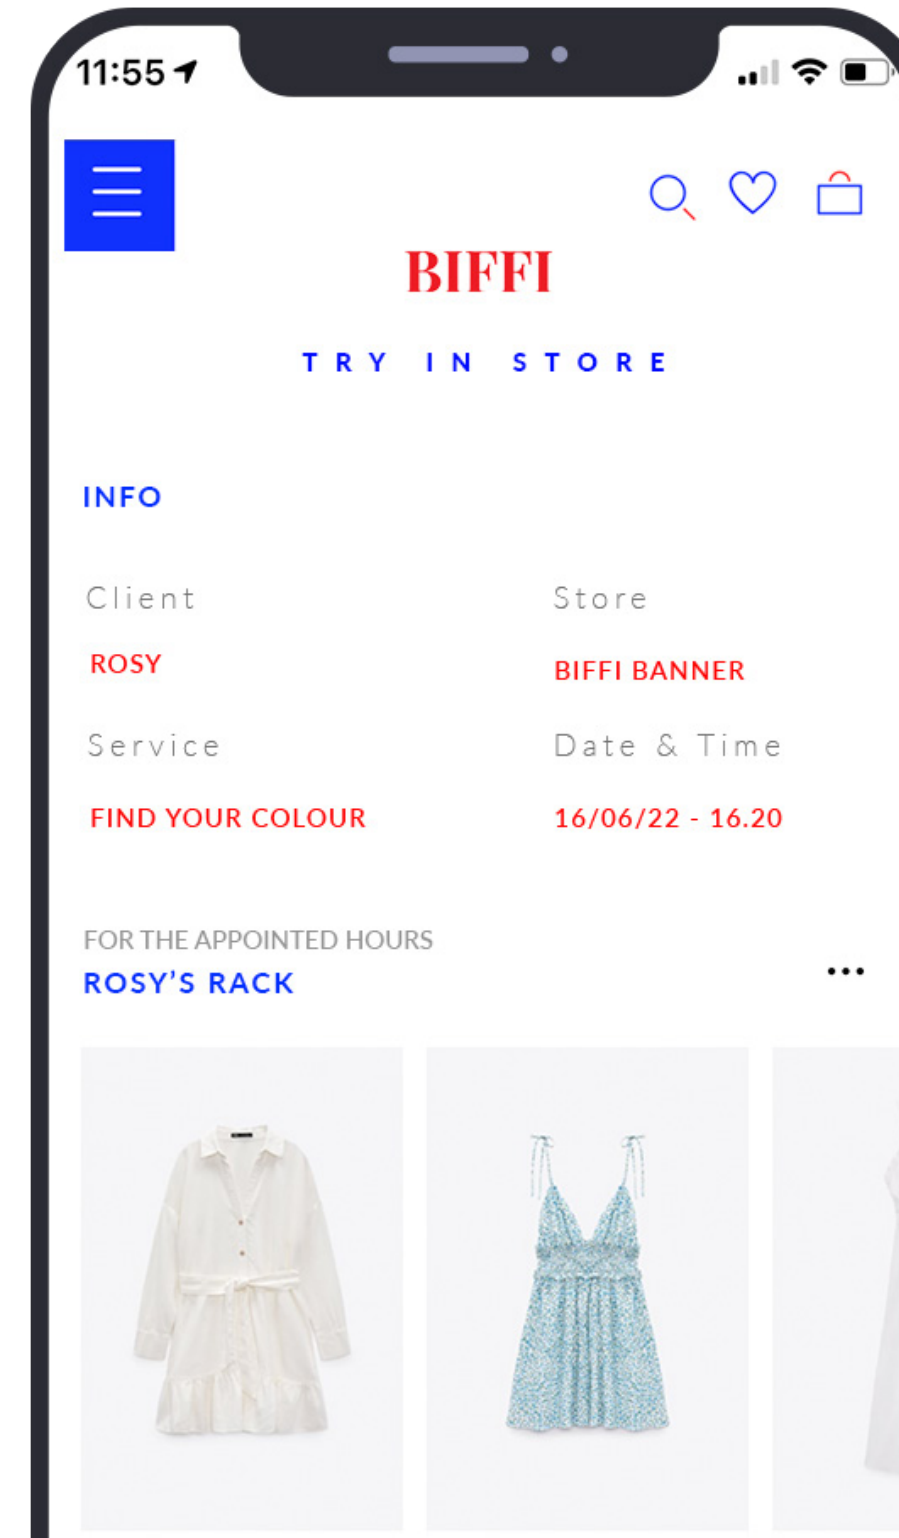 11:55
BIFFI
TRY IN STORE
INFO
Client
Store
ROSY
BIFFI BANNER
Service
Date & Time
FIND YOUR COLOUR
16/06/22 - 16.20
FOR THE APPOINTED HOURS
ROSY'S RACK